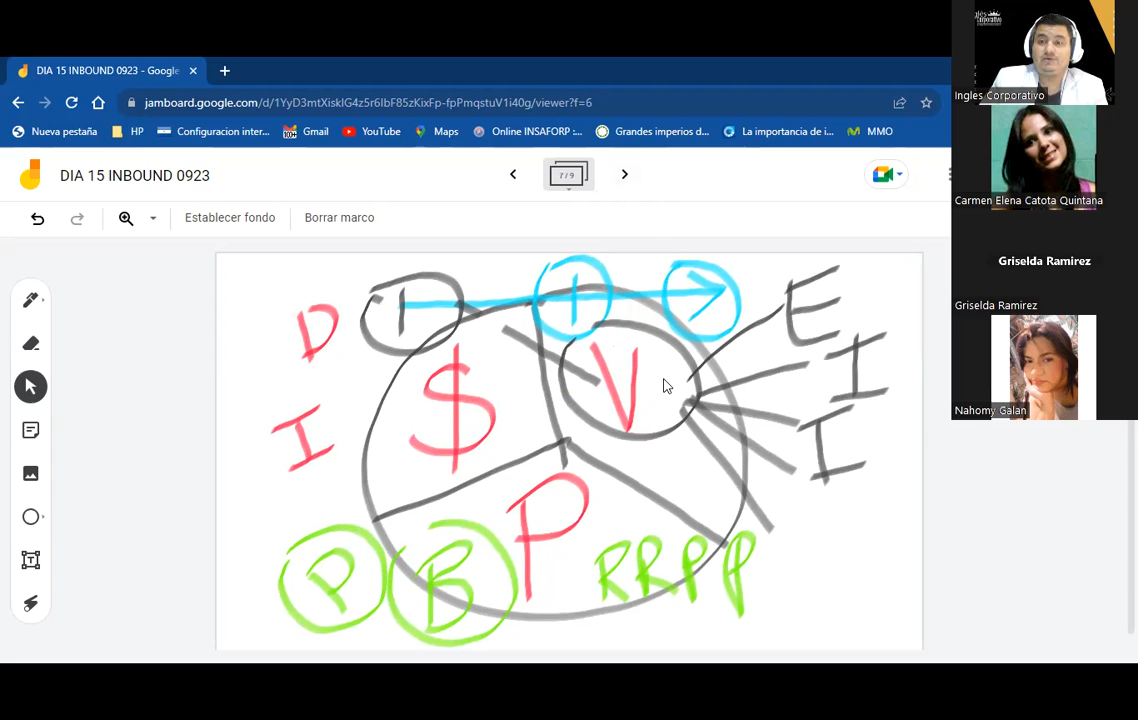 DIA 15 INBOUND 0923 - Google
jamboard.google.com/d/1YyD3mtXiskIG4z5r6IbF85zKixFp-fpPmqstuV1i40g/viewer?f=6
Nueva pestaña
HP
Configuracion inter...
100+
Gmail
YouTube
Maps
Online INSAFORP :...
Grandes imperios d...
La importancia de i...
MMO
DIA 15 INBOUND 0923
7 / 9
Establecer fondo
Borrar marco
D
I
$
V
E
I
I
P
P
B
RRPP
Ingles Corporativo
Carmen Elena Catota Quintana
Griselda Ramirez
Griselda Ramirez
Nahomy Galan